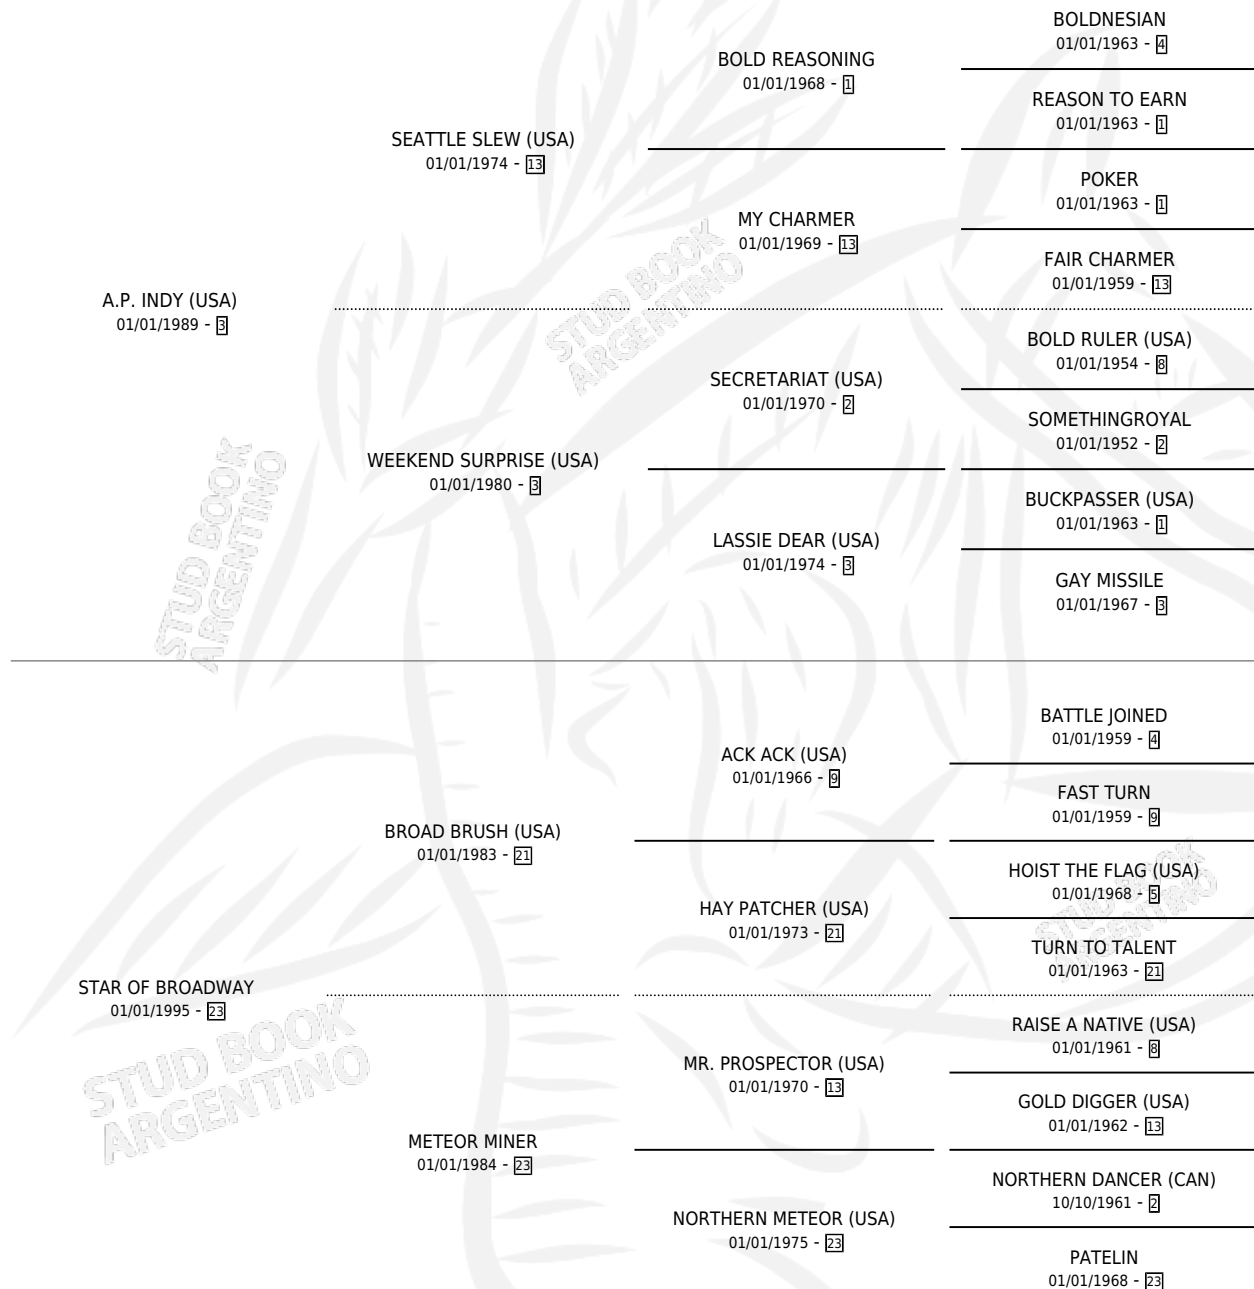 BOLDNESIAN
01/01/1963 - 4
BOLD REASONING
01/01/1968 - 1
REASON TO EARN
01/01/1963 - 1
SEATTLE SLEW (USA)
01/01/1974 - 13
POKER
01/01/1963 - 1
MY CHARMER
01/01/1969 - 13
FAIR CHARMER
01/01/1959 - 13
A.P. INDY (USA)
01/01/1989 - 3
STUD BOOK
ARGENTINO
BOLD RULER (USA)
01/01/1954 - 8
SECRETARIAT (USA)
01/01/1970 - 2
SOMETHINGROYAL
01/01/1952 - 2
WEEKEND SURPRISE (USA)
01/01/1980 - 3
BUCKPASSER (USA)
01/01/1963 - 1
LASSIE DEAR (USA)
01/01/1974 - 3
GAY MISSILE
01/01/1967 - 3
STUD BOOK
ARGENTINO
BATTLE JOINED
01/01/1959 - 4
ACK ACK (USA)
01/01/1966 - 9
FAST TURN
01/01/1959 - 9
BROAD BRUSH (USA)
01/01/1983 - 21
HOIST THE FLAG (USA)
01/01/1968 - 5
HAY PATCHER (USA)
01/01/1973 - 21
TURN TO TALENT
01/01/1963 - 21
STUD BOOK
ARGENTINO
STAR OF BROADWAY
01/01/1995 - 23
RAISE A NATIVE (USA)
01/01/1961 - 8
MR. PROSPECTOR (USA)
01/01/1970 - 13
GOLD DIGGER (USA)
01/01/1962 - 13
STUD BOOK
ARGENTINO
METEOR MINER
01/01/1984 - 23
NORTHERN DANCER (CAN)
10/10/1961 - 2
NORTHERN METEOR (USA)
01/01/1975 - 23
PATELIN
01/01/1968 - 23